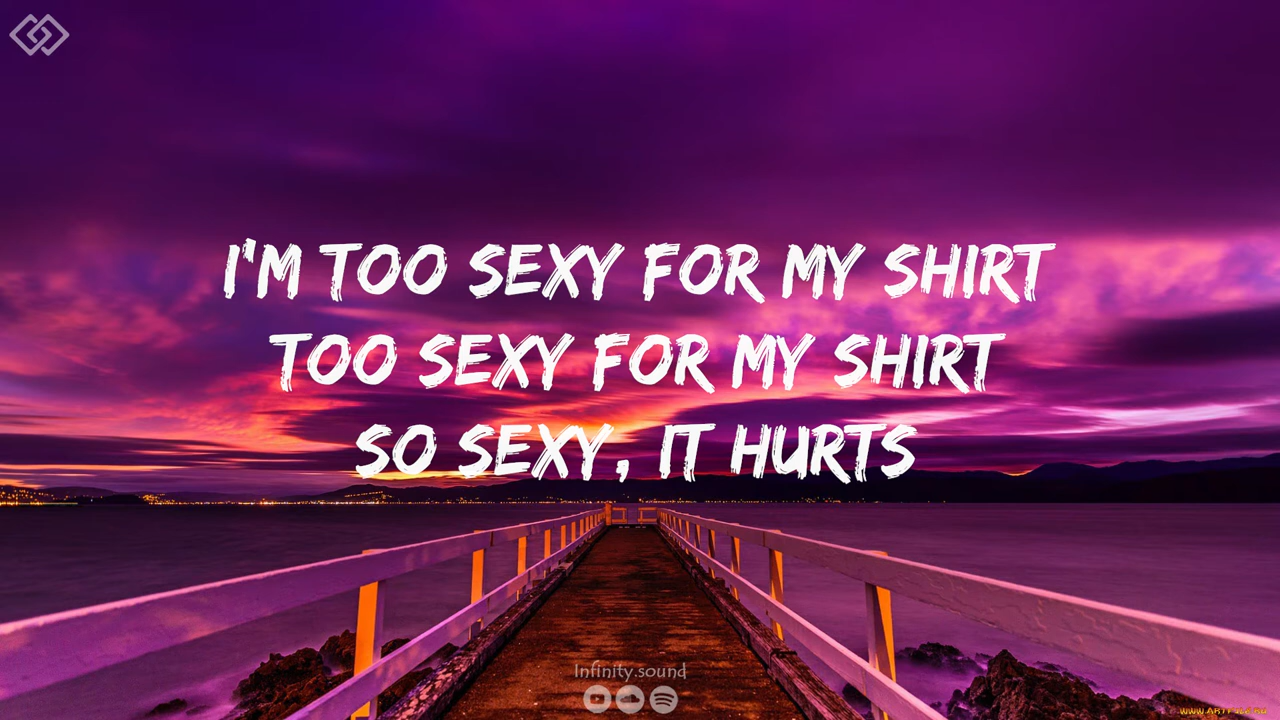 I'M TOO SEXY FOR MY SHIRT
TOO SEXY FOR MY SHIRT
SO SEXY, IT HURTS
Infinity.sound